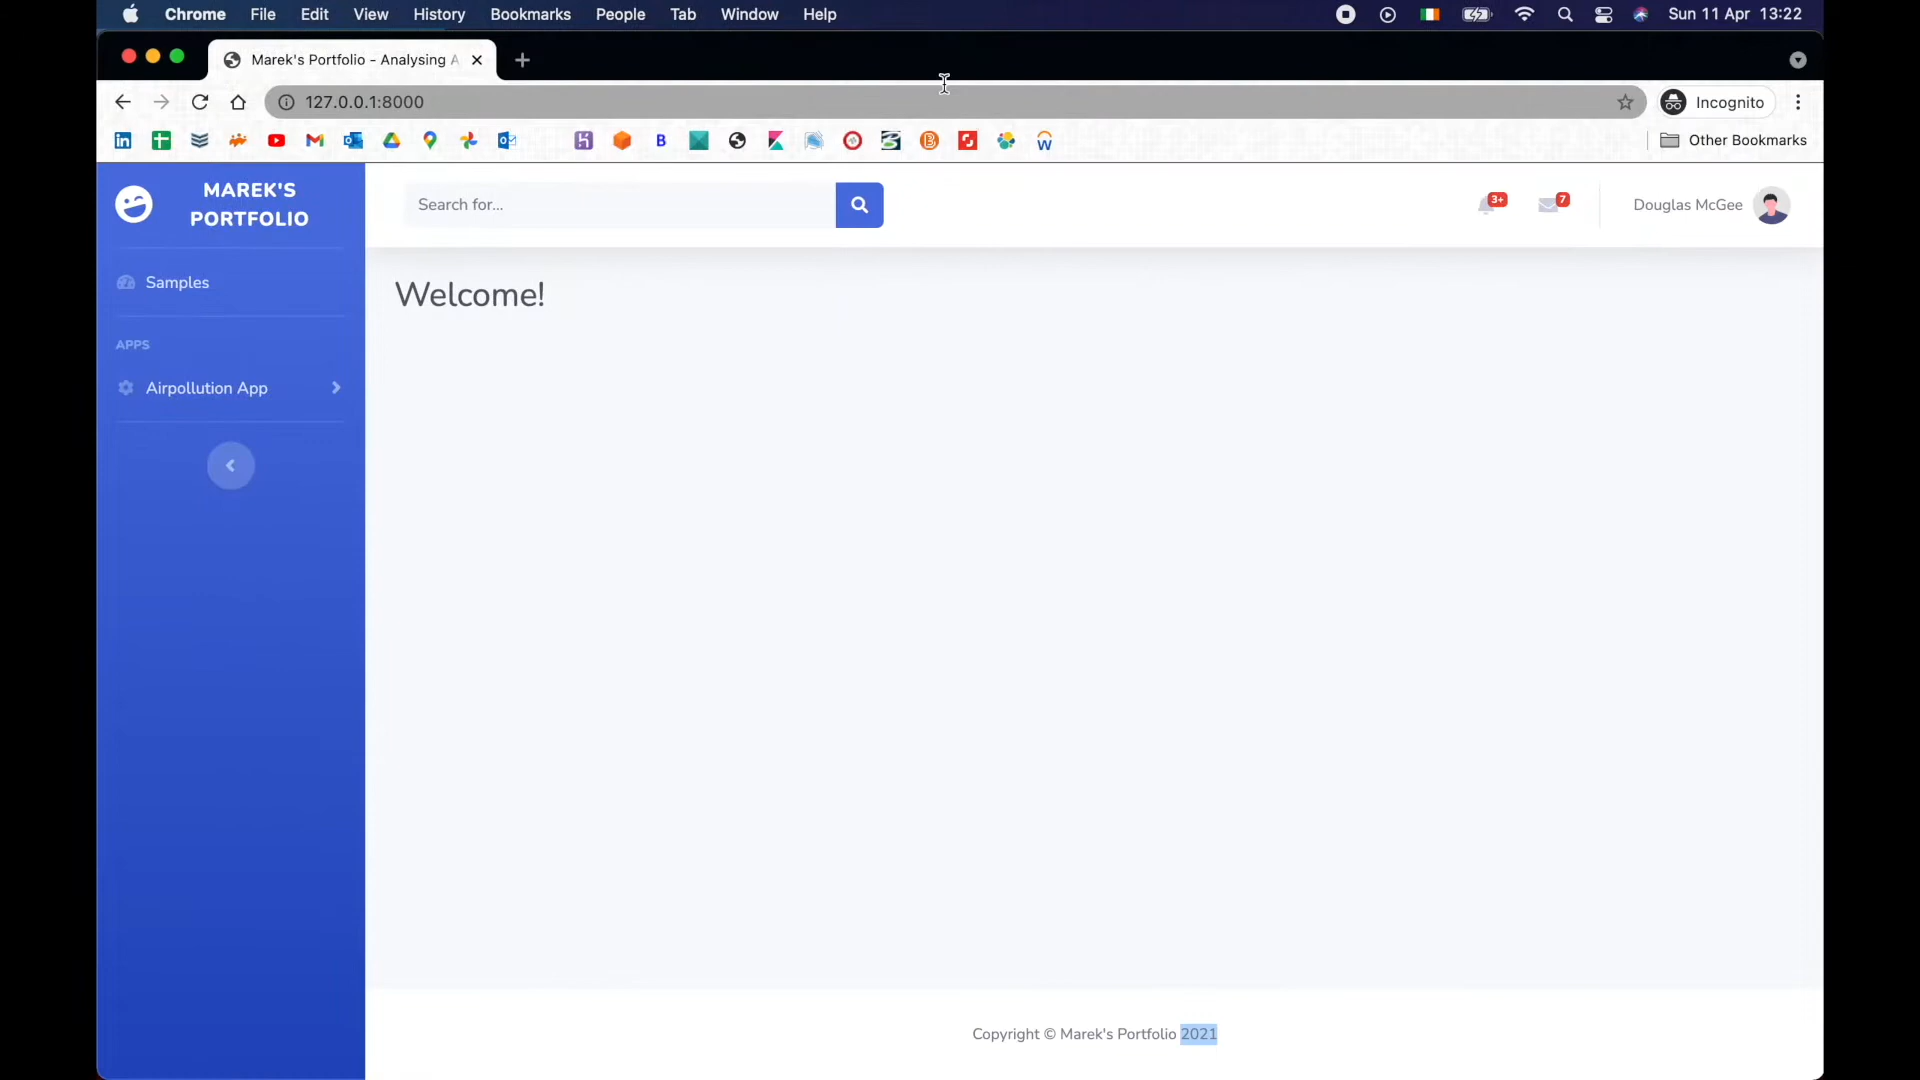 Chrome File Edit View History Bookmarks People Tab Window Help Sun 11 Apr 13:22
Marek's Portfolio - Analysing A
127.0.0.1:8000 Incognito
Other Bookmarks
MAREK'S
PORTFOLIO
Search for...
3+
7
Douglas McGee
Samples
Welcome!
APPS
Airpollution App
Copyright © Marek's Portfolio 2021